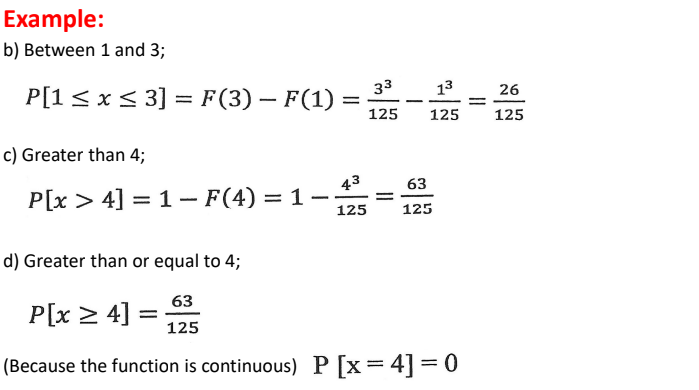 Example:
b) Between 1 and 3;
P[1 ≤ x ≤ 3] = F(3) − F(1) = 3³/125 − 1³/125 = 26/125
c) Greater than 4;
P[x > 4] = 1 − F(4) = 1 − 4³/125 = 63/125
d) Greater than or equal to 4;
P[x ≥ 4] = 63/125
(Because the function is continuous) P [x = 4] = 0